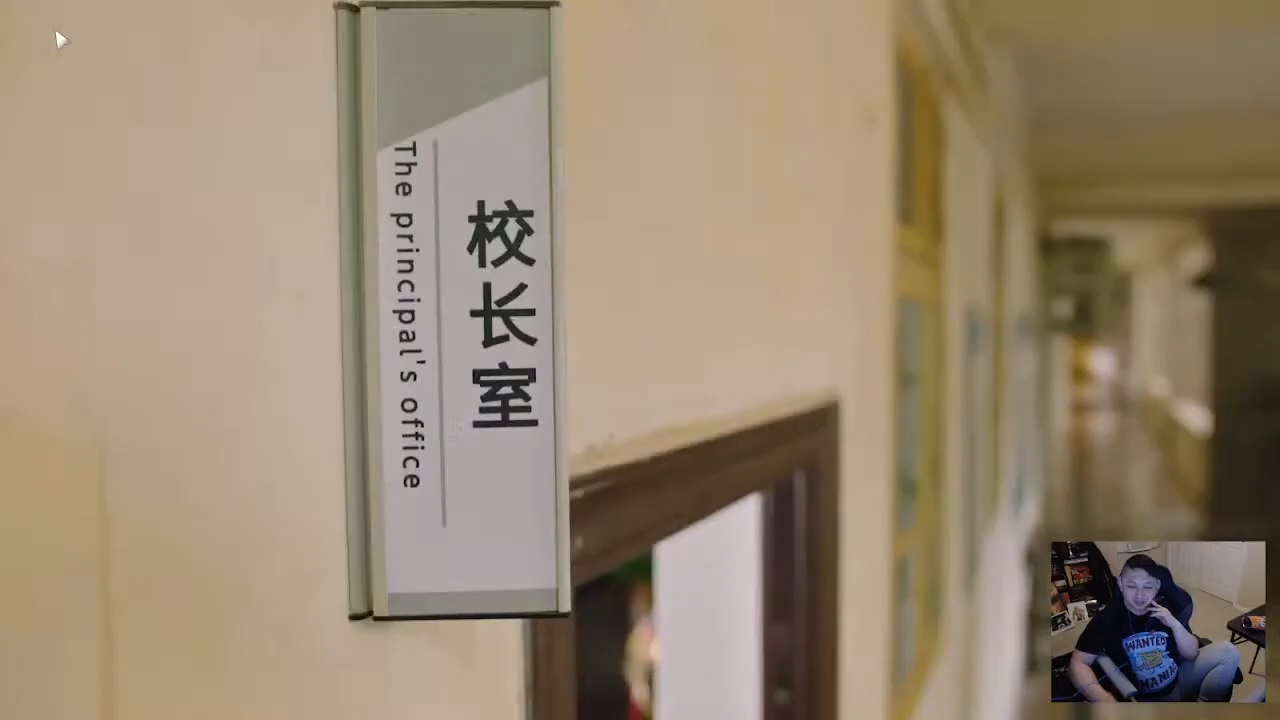 校长室
The principal's office
WANTED
MANIA